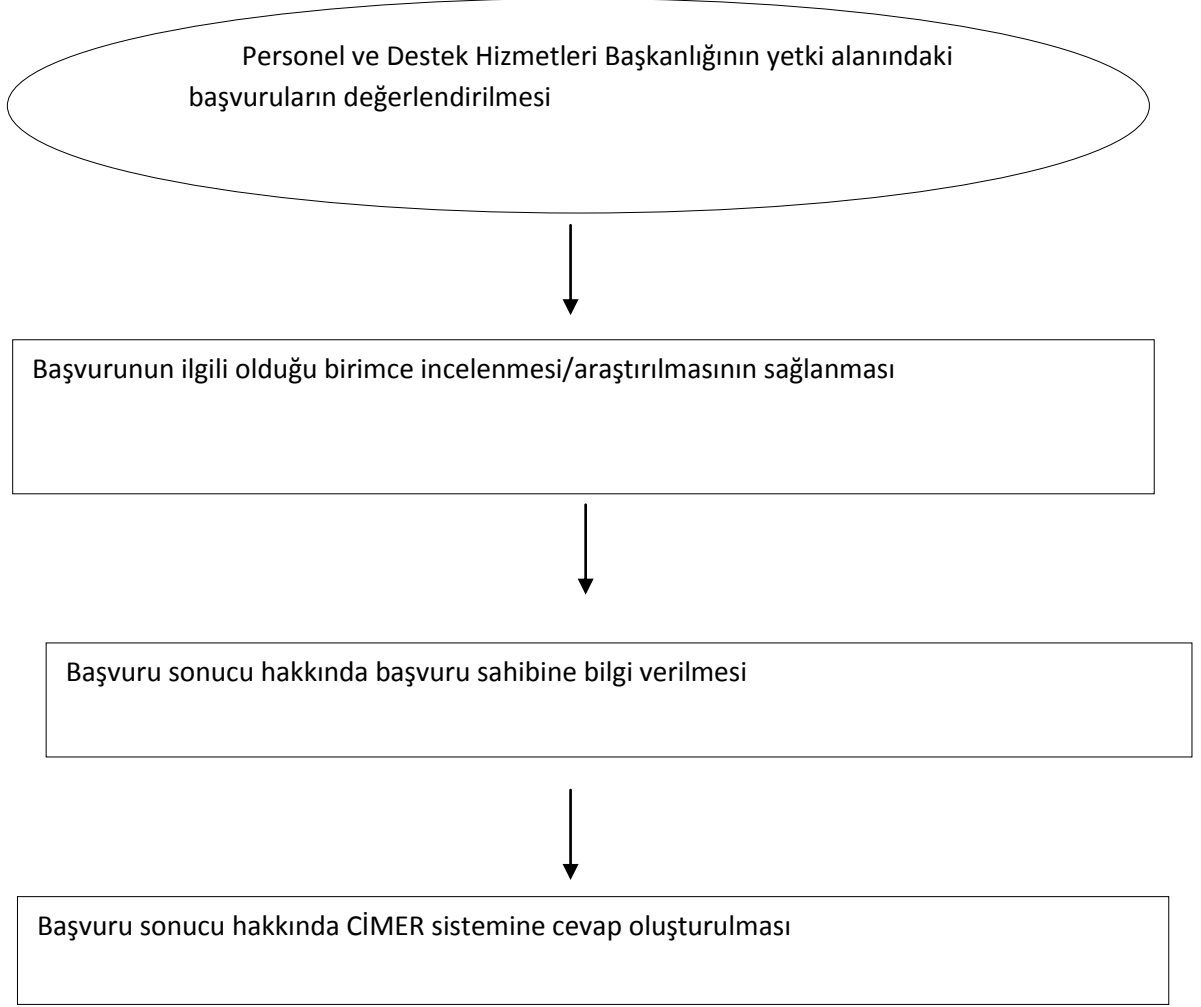 Personel ve Destek Hizmetleri Başkanlığının yetki alanındaki
başvuruların değerlendirilmesi
Başvurunun ilgili olduğu birimce incelenmesi/araştırılmasının sağlanması
Başvuru sonucu hakkında başvuru sahibine bilgi verilmesi
Başvuru sonucu hakkında CİMER sistemine cevap oluşturulması